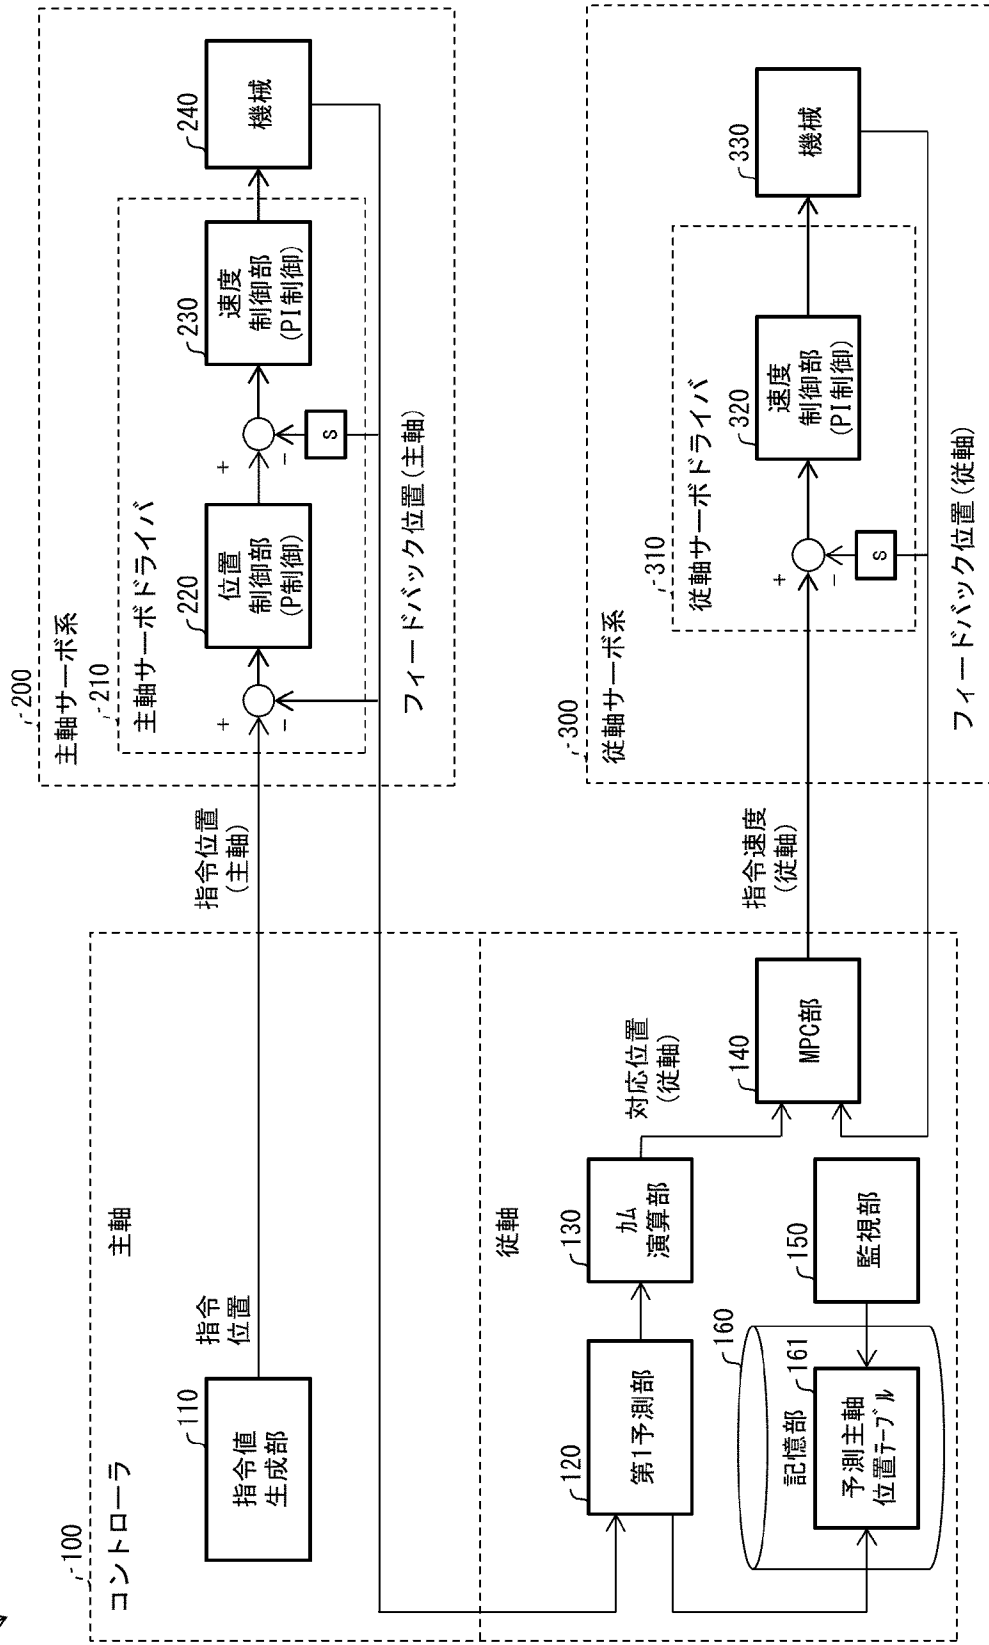 100
コントローラ
主軸
110
指令値
生成部
指令
位置
指令位置
(主軸)
200
主軸サーボ系
210
主軸サーボドライバ
+
-
220
位置
制御部
(P制御)
+
-
s
230
速度
制御部
(PI制御)
240
機械
フィードバック位置(主軸)
従軸
120
第1予測部
130
カム
演算部
対応位置
(従軸)
140
MPC部
150
監視部
160
記憶部
161
予測主軸
位置テーブル
指令速度
(従軸)
300
従軸サーボ系
310
従軸サーボドライバ
+
-
s
320
速度
制御部
(PI制御)
330
機械
フィードバック位置(従軸)